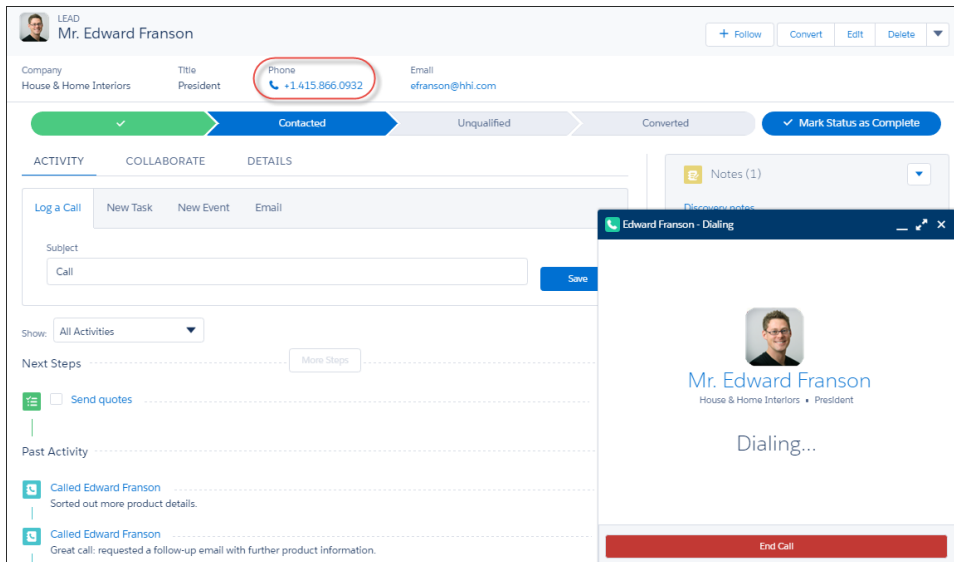 LEAD
Mr. Edward Franson
+ Follow Convert Edit Delete
Company Title Phone Email
House & Home Interiors President +1.415.866.0932 efranson@hhi.com
Contacted Unqualified Converted Mark Status as Complete
ACTIVITY COLLABORATE DETAILS
Notes (1)
Discovery notes
Log a Call New Task New Event Email
Subject
Call
Save
Show: All Activities
Next Steps
More Steps
Send quotes
Past Activity
Called Edward Franson
Sorted out more product details.
Called Edward Franson
Great call: requested a follow-up email with further product information.
Edward Franson - Dialing
Mr. Edward Franson
House & Home Interiors • President
Dialing...
End Call